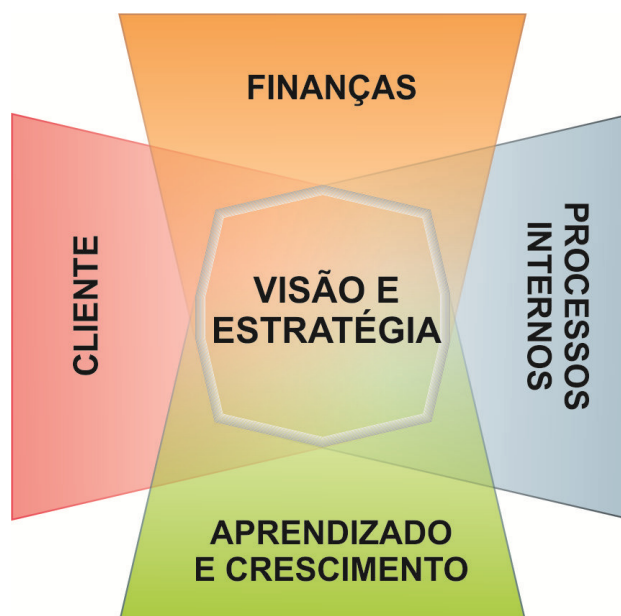 FINANÇAS
CLIENTE
VISÃO E
ESTRATÉGIA
PROCESSOS
INTERNOS
APRENDIZADO
E CRESCIMENTO